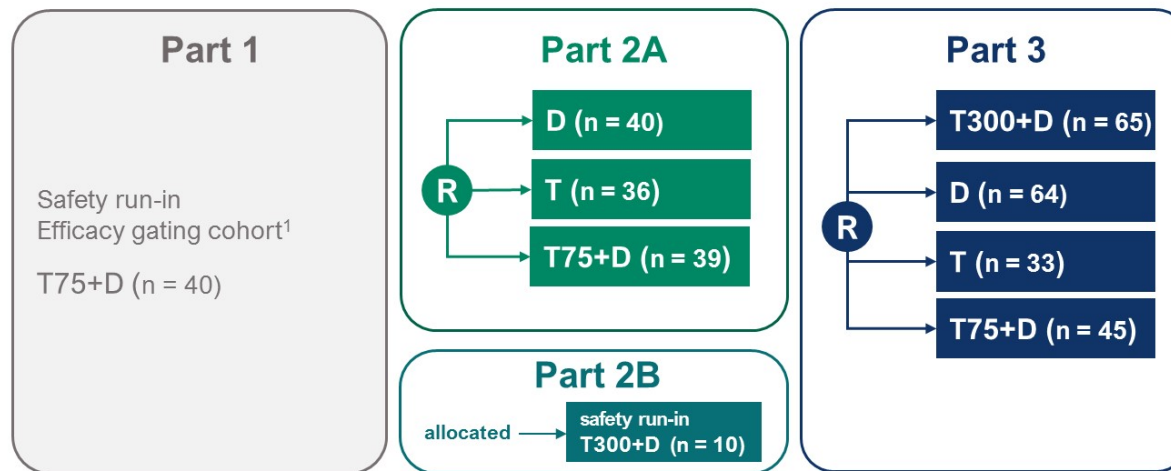 Part 1
Safety run-in
Efficacy gating cohort¹
T75+D (n = 40)
Part 2A
R
D (n = 40)
T (n = 36)
T75+D (n = 39)
Part 2B
allocated
safety run-in
T300+D (n = 10)
Part 3
R
T300+D (n = 65)
D (n = 64)
T (n = 33)
T75+D (n = 45)